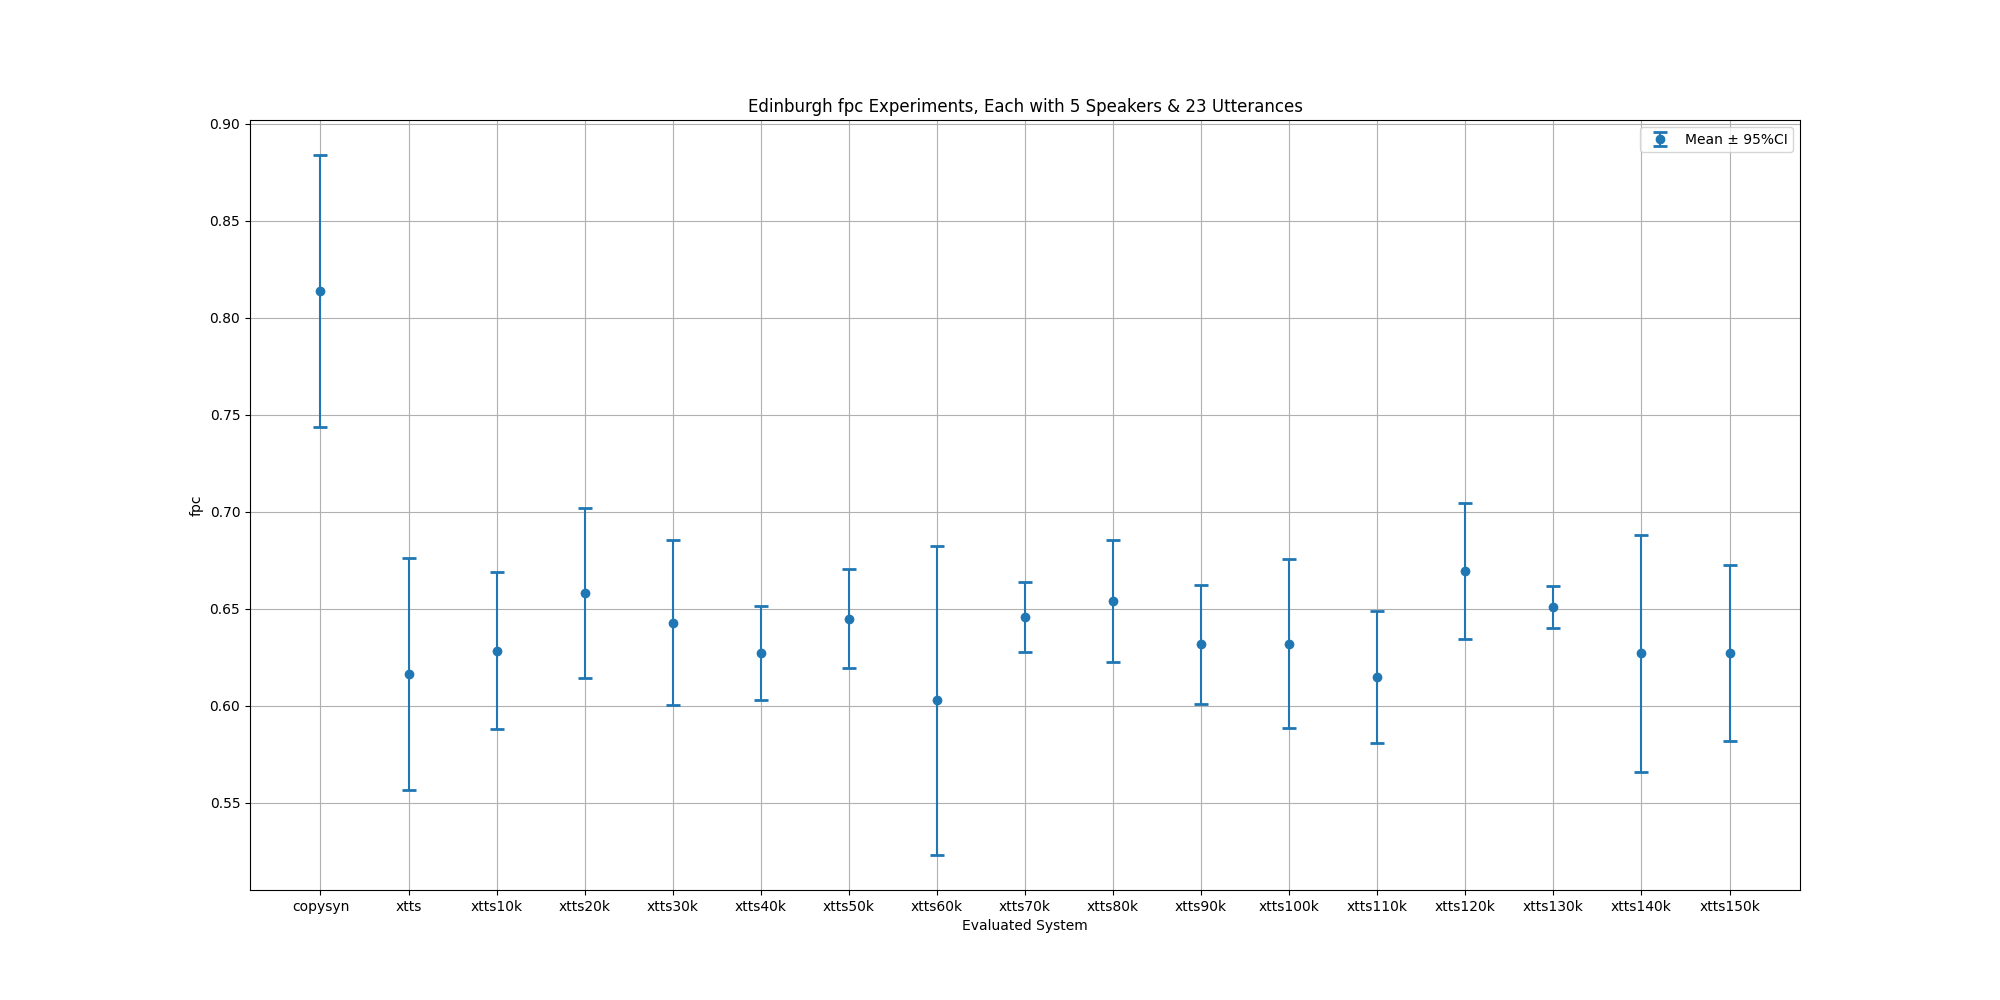 Edinburgh fpc Experiments, Each with 5 Speakers & 23 Utterances
Mean ± 95%CI
0.90
0.85
0.80
0.75
0.70
0.65
0.60
0.55
fpc
copysyn xtts xtts10k xtts20k xtts30k xtts40k xtts50k xtts60k xtts70k xtts80k xtts90k xtts100k xtts110k xtts120k xtts130k xtts140k xtts150k
Evaluated System